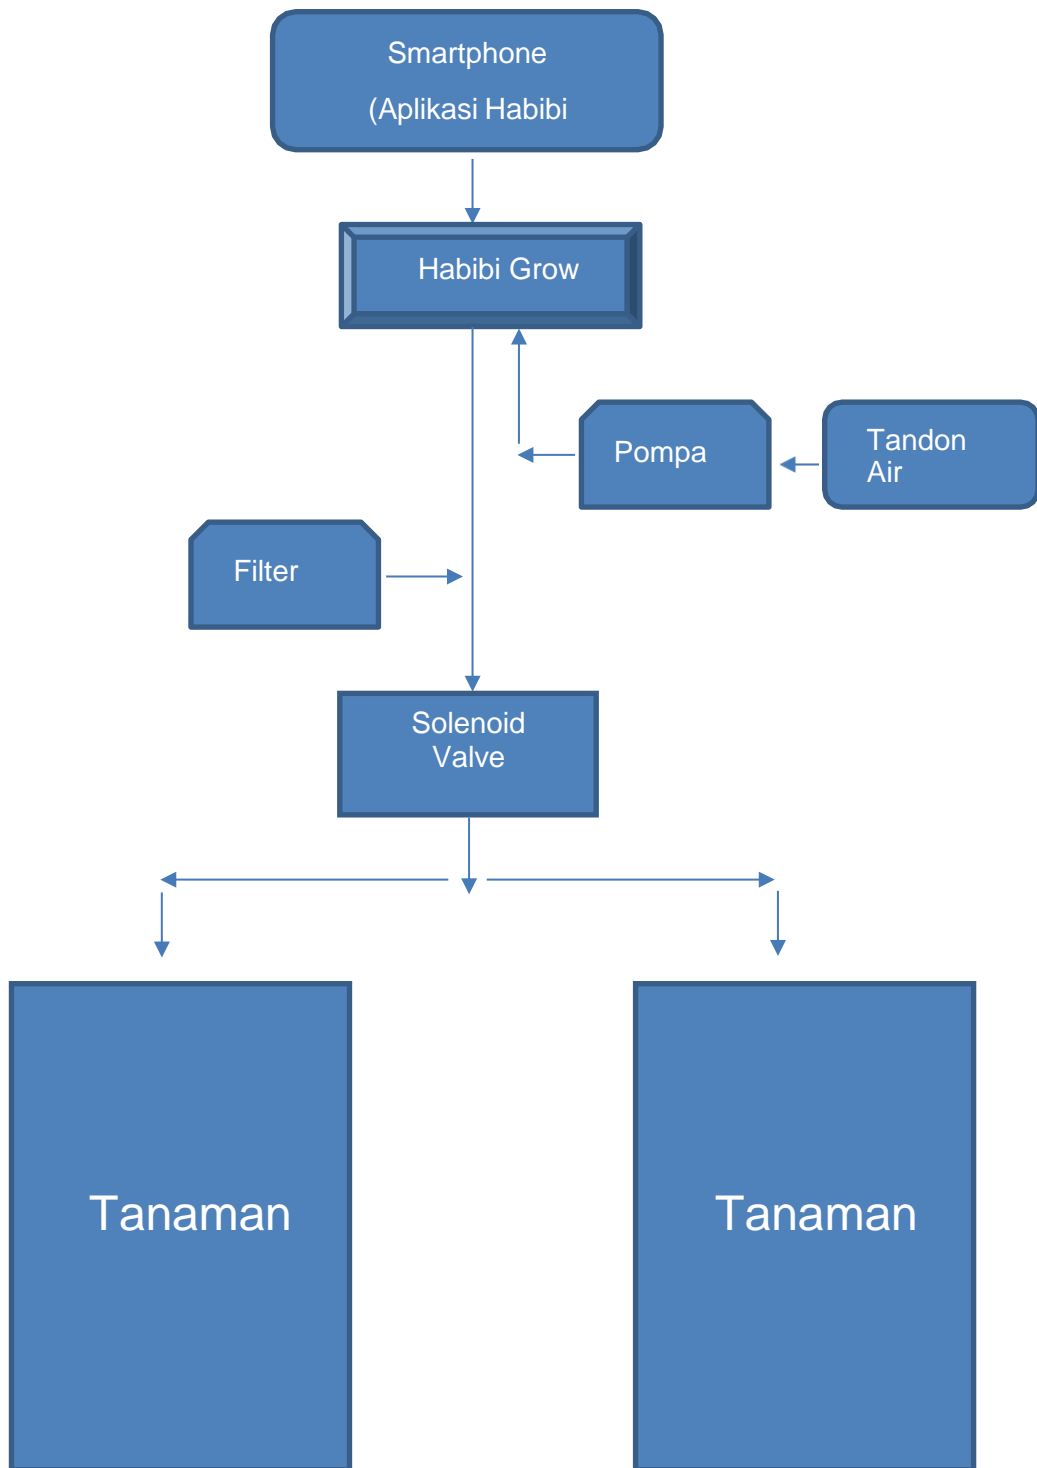 Smartphone
(Aplikasi Habibi
Habibi Grow
Pompa
Tandon
Air
Filter
Solenoid
Valve
Tanaman
Tanaman